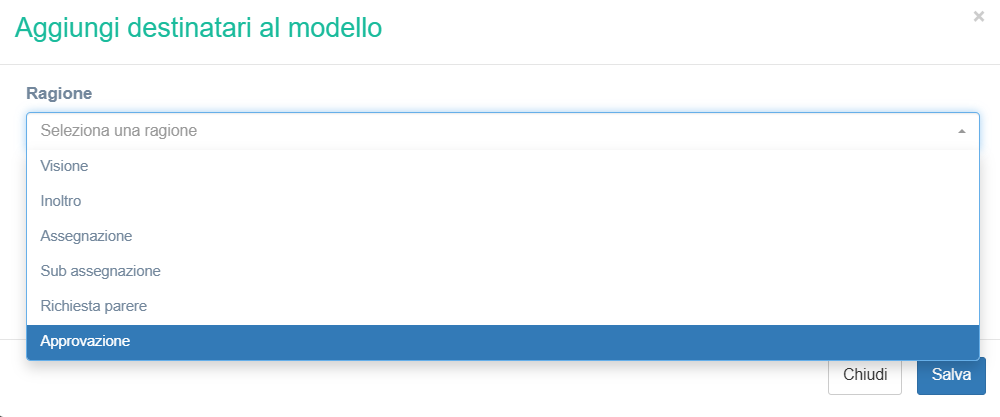 Aggiungi destinatari al modello
×
Ragione
Seleziona una ragione
Visione
Inoltro
Assegnazione
Sub assegnazione
Richiesta parere
Approvazione
Chiudi
Salva